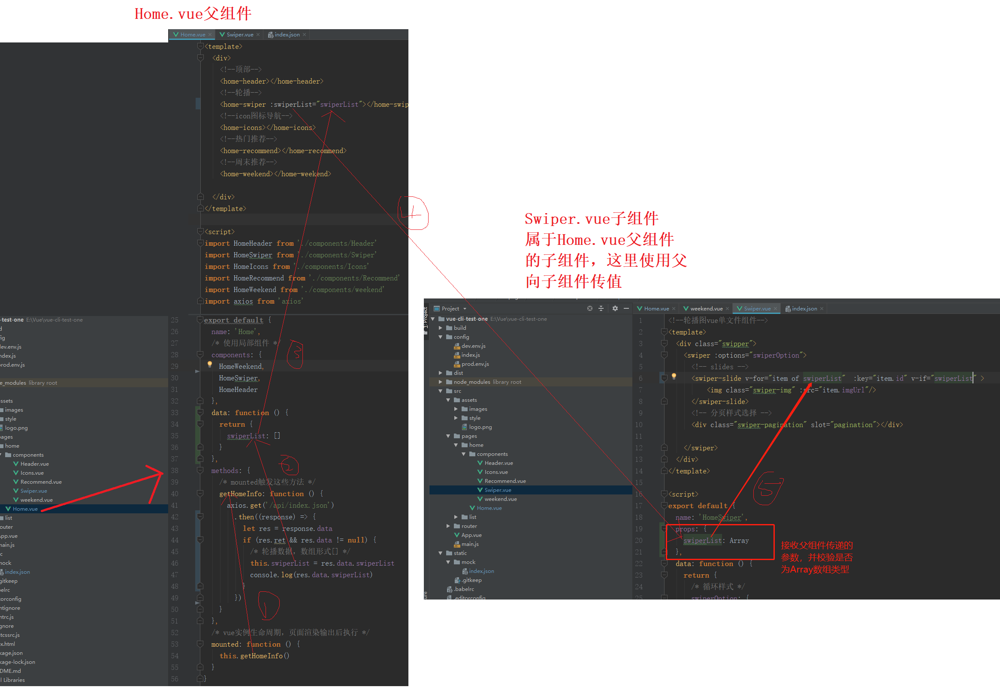 Home.vue父组件
Home.vue
Swiper.vue
index.json
<template>
<div>
<!--顶部-->
<home-header></home-header>
<!--轮播-->
<home-swiper :swiperList="swiperList"></home-swip
<!--icon图标导航-->
<home-icons></home-icons>
<!--热门推荐-->
<home-recommend></home-recommend>
<!--周末推荐-->
<home-weekend></home-weekend>
</div>
</template>
<script>
import HomeHeader from './components/Header'
import HomeSwiper from './components/Swiper'
import HomeIcons from './components/Icons'
import HomeRecommend from './components/Recommend'
import HomeWeekend from './components/weekend'
import axios from 'axios'
25 export default {
26 name: 'Home',
27 /* 使用局部组件 */
28 components: {
29 HomeWeekend,
30 HomeSwiper,
31 HomeHeader
32 },
33 data: function () {
34 return {
35 swiperList: []
36 }
37 },
38 methods: {
39 /* mounted触发这些方法 */
40 getHomeInfo: function () {
41 axios.get('/api/index.json')
42 .then((response) => {
43 let res = response.data
44 if (res.ret && res.data != null) {
45 /* 轮播数据，数组形式[] */
46 this.swiperList = res.data.swiperList
47 console.log(res.data.swiperList)
48 }
49 })
50 }
51 },
52 /* vue实例生命周期，页面渲染输出后执行 */
53 mounted: function () {
54 this.getHomeInfo()
55 }
56 }
1
2
3
4
5
-test-one E:\Vue\vue-cli-test-one
d
fig
dev.env.js
ndex.js
prod.env.js
e_modules library root
ssets
images
style
logo.png
pages
home
components
Header.vue
Icons.vue
Recommend.vue
Swiper.vue
weekend.vue
Home.vue
list
outer
App.vue
main.js
c
mock
index.json
gitkeep
belrc
torconfig
ntignore
ntrc.js
gnore
stcssrc.js
ex.html
kage.json
kage-lock.json
DME.md
l Libraries
Swiper.vue子组件
属于Home.vue父组件
的子组件，这里使用父
向子组件传值
1: Project
Project
vue-cli-test-one E:\Vue\vue-cli-test-one
build
config
dev.env.js
index.js
prod.env.js
dist
node_modules library root
src
assets
images
style
logo.png
pages
home
components
Header.vue
Icons.vue
Recommend.vue
Swiper.vue
weekend.vue
Home.vue
list
router
App.vue
main.js
static
mock
index.json
.gitkeep
.babelrc
.editorconfig
Home.vue
weekend.vue
Swiper.vue
index.json
1 <!--轮播图vue单文件组件-->
2 <template>
3 <div class="swipper">
4 <swiper :options="swiperOption">
5 <!-- slides -->
6 <swiper-slide v-for="item of swiperList" :key="item.id" v-if="swiperList" >
7 <img class="swiper-img" :src="item.imgUrl"/>
8 </swiper-slide>
9 <!-- 分页样式选择 -->
10 <div class="swiper-pagination" slot="pagination"></div>
11
12 </swiper>
13 </div>
14 </template>
15
16 <script>
17 export default {
18 name: 'HomeSwiper',
19 props: {
20 swiperList: Array
21 },
22 data: function () {
23 return {
24 /* 循环样式 */
25 swiperOption: {
接收父组件传递的
参数，并校验是否
为Array数组类型